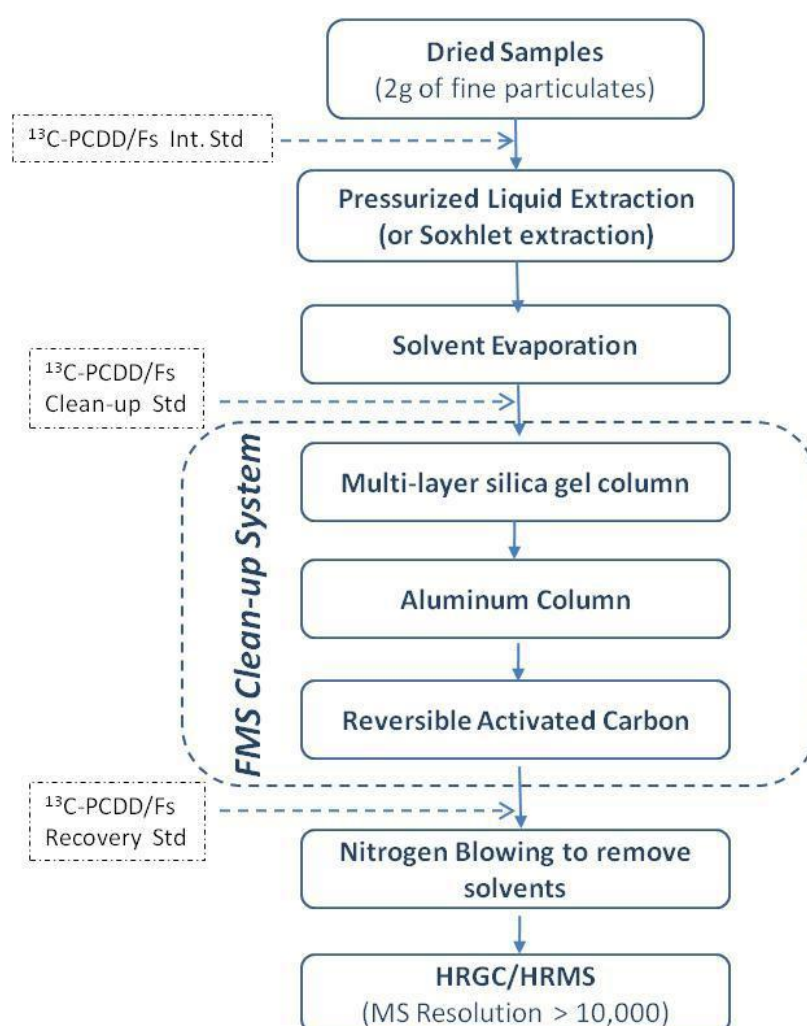 Dried Samples
(2g of fine particulates)
¹³C-PCDD/Fs Int. Std
Pressurized Liquid Extraction
(or Soxhlet extraction)
Solvent Evaporation
¹³C-PCDD/Fs
Clean-up Std
FMS Clean-up System
Multi-layer silica gel column
Aluminum Column
Reversible Activated Carbon
¹³C-PCDD/Fs
Recovery Std
Nitrogen Blowing to remove
solvents
HRGC/HRMS
(MS Resolution > 10,000)